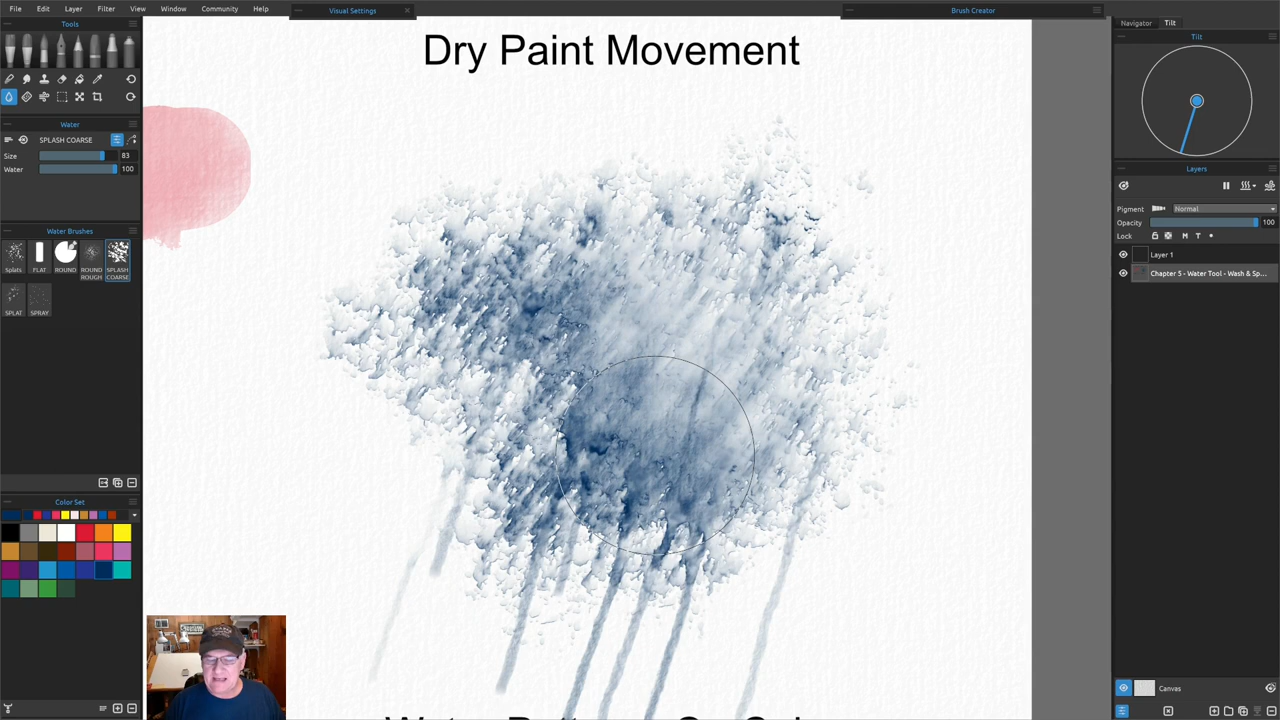 File Edit Layer Filter View Window Community Help
Visual Settings
Brush Creator
Tools
Water
SPLASH COARSE
Size 83
Water 100
Water Brushes
Splats FLAT ROUND ROUND ROUGH SPLASH COARSE
SPLAT SPRAY
Color Set
Dry Paint Movement
Navigator Tilt
Tilt
Layers
Pigment Normal
Opacity 100
Lock M T
Layer 1
Chapter 5 - Water Tool - Wash & Sp...
Canvas